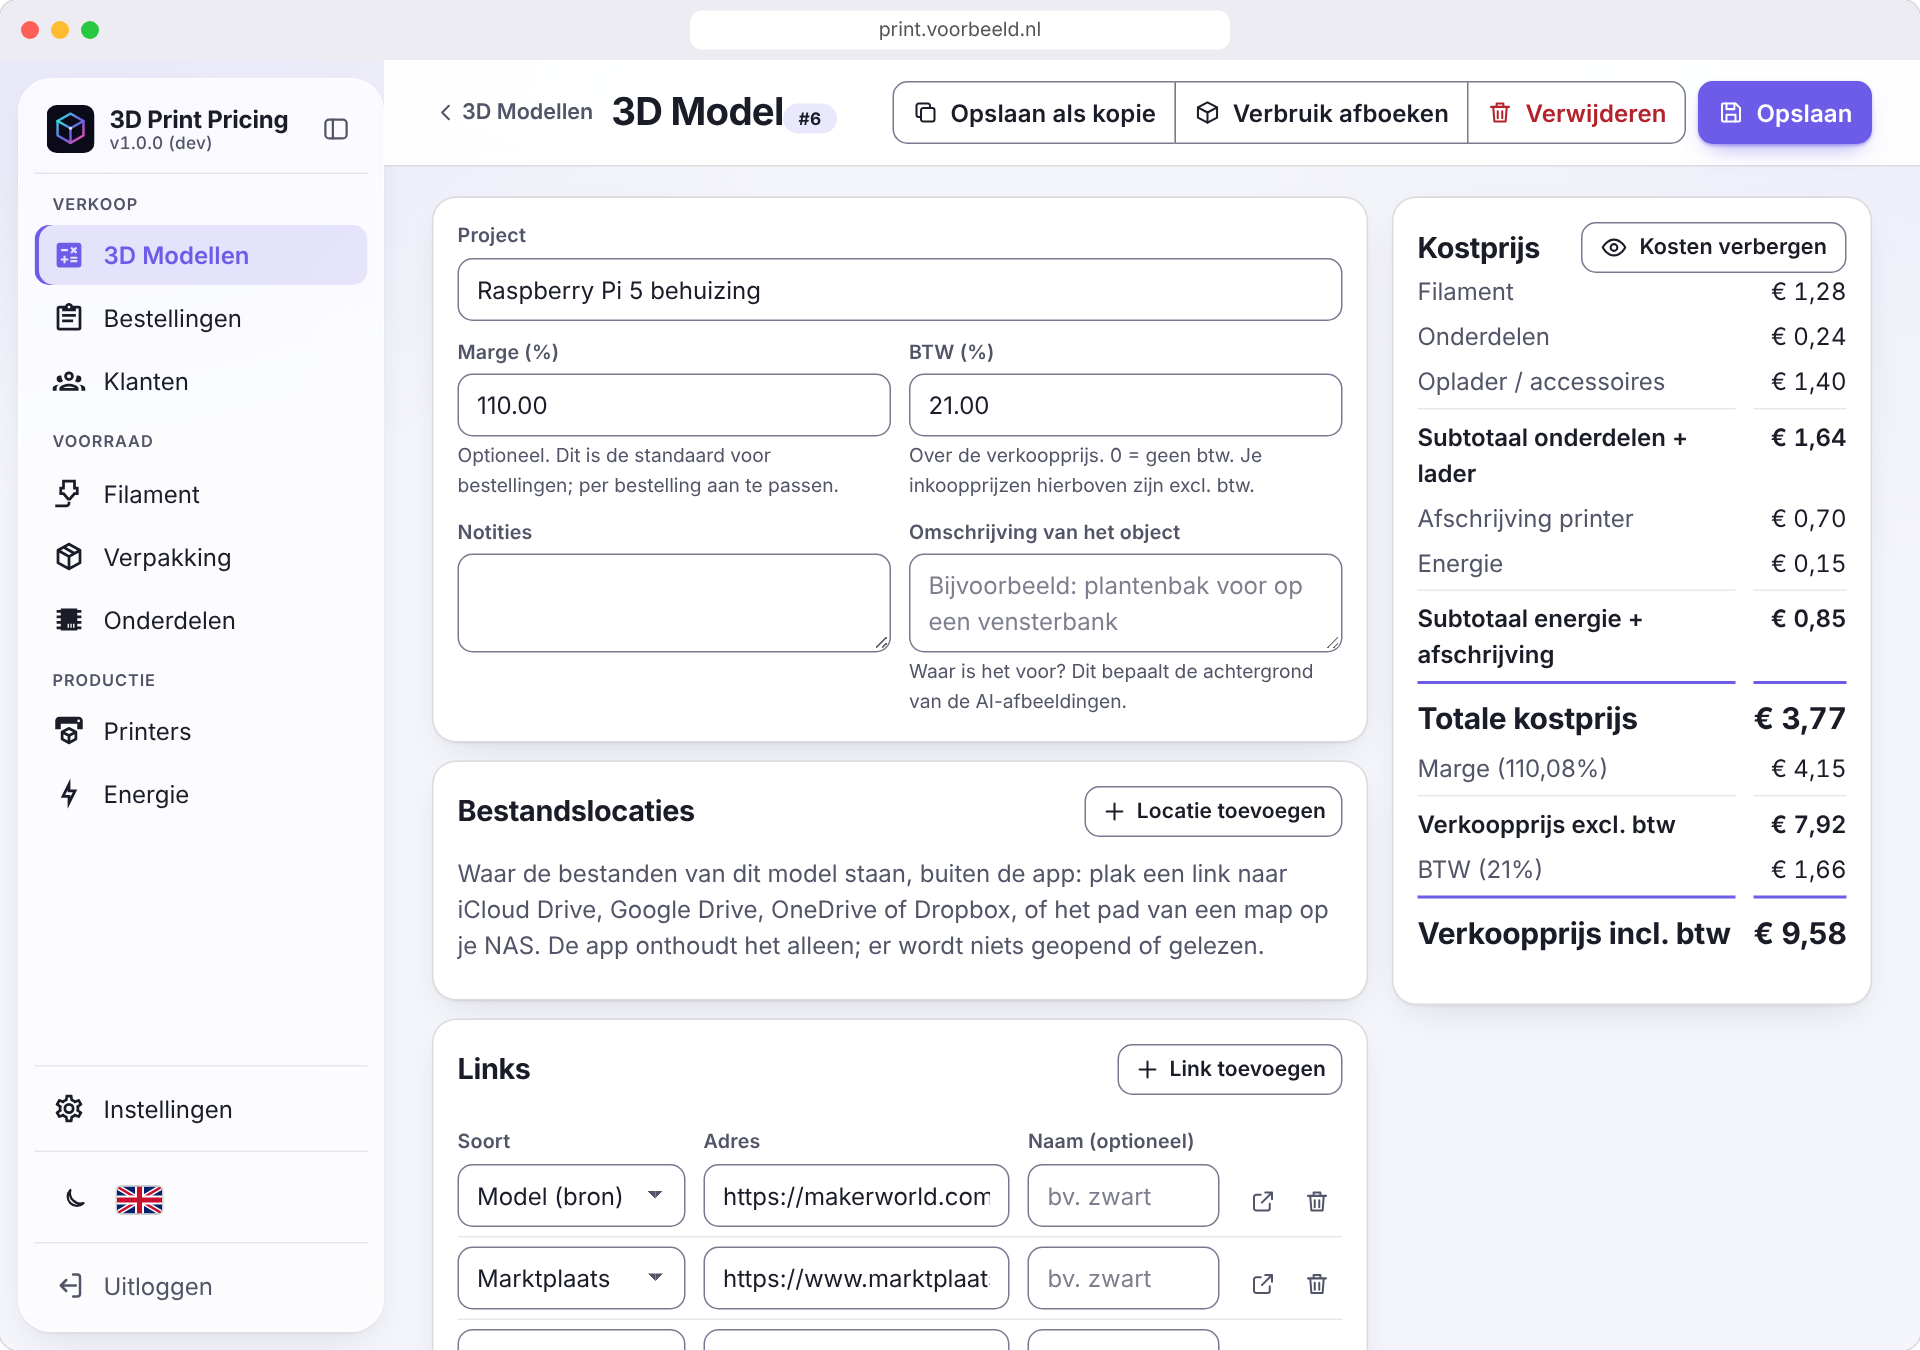 print.voorbeeld.nl
3D Print Pricing
v1.0.0 (dev)
VERKOOP
3D Modellen
Bestellingen
Klanten
VOORRAAD
Filament
Verpakking
Onderdelen
PRODUCTIE
Printers
Energie
Instellingen
Uitloggen
3D Modellen
3D Model #6
Opslaan als kopie
Verbruik afboeken
Verwijderen
Opslaan
Project
Raspberry Pi 5 behuizing
Marge (%)
110.00
Optioneel. Dit is de standaard voor
bestellingen; per bestelling aan te passen.
BTW (%)
21.00
Over de verkoopprijs. 0 = geen btw. Je
inkoopprijzen hierboven zijn excl. btw.
Notities
Omschrijving van het object
Bijvoorbeeld: plantenbak voor op
een vensterbank
Waar is het voor? Dit bepaalt de achtergrond
van de AI-afbeeldingen.
Bestandslocaties
Locatie toevoegen
Waar de bestanden van dit model staan, buiten de app: plak een link naar
iCloud Drive, Google Drive, OneDrive of Dropbox, of het pad van een map op
je NAS. De app onthoudt het alleen; er wordt niets geopend of gelezen.
Links
Link toevoegen
Soort Adres Naam (optioneel)
Model (bron) https://makerworld.com bv. zwart
Marktplaats https://www.marktplaat bv. zwart
Kostprijs
Kosten verbergen
Filament € 1,28
Onderdelen € 0,24
Oplader / accessoires € 1,40
Subtotaal onderdelen + € 1,64
lader
Afschrijving printer € 0,70
Energie € 0,15
Subtotaal energie + € 0,85
afschrijving
Totale kostprijs € 3,77
Marge (110,08%) € 4,15
Verkoopprijs excl. btw € 7,92
BTW (21%) € 1,66
Verkoopprijs incl. btw € 9,58